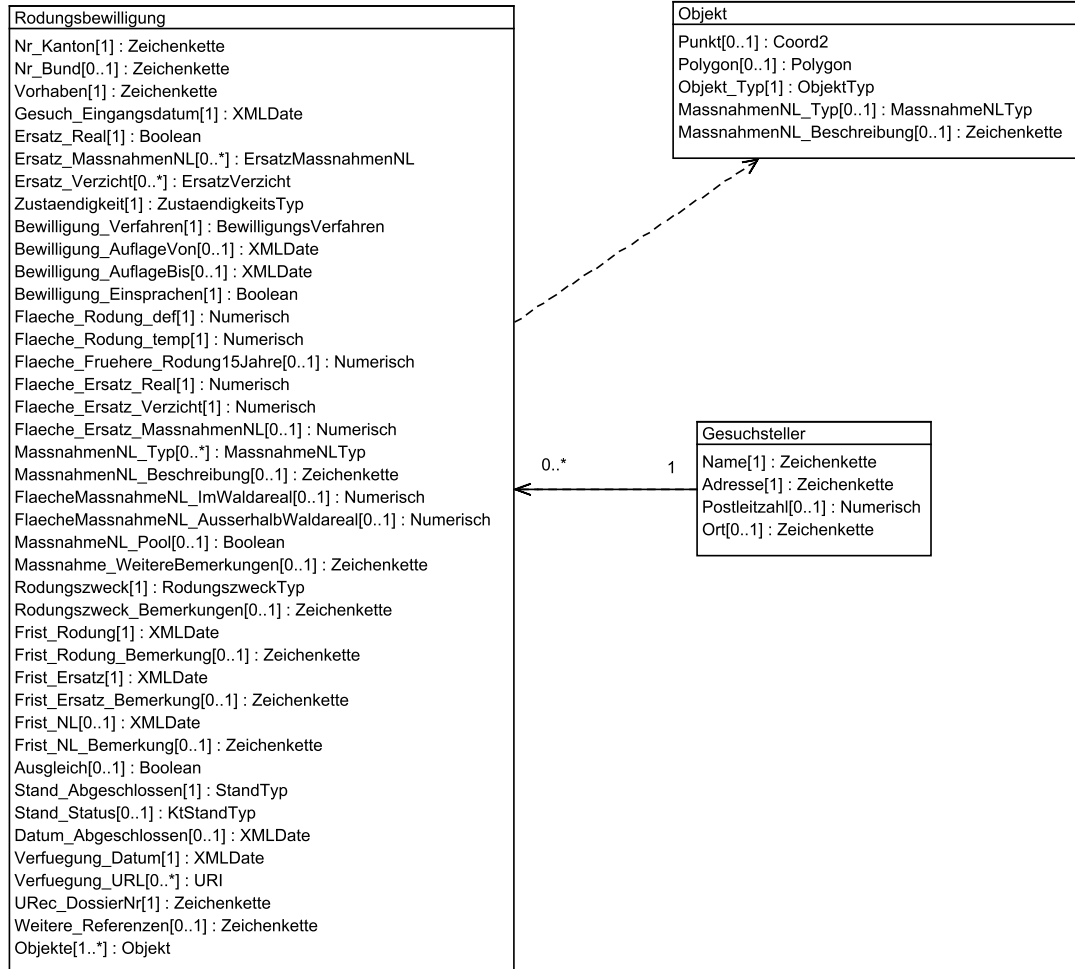 Rodungsbewilligung
Nr_Kanton[1] : Zeichenkette
Nr_Bund[0..1] : Zeichenkette
Vorhaben[1] : Zeichenkette
Gesuch_Eingangsdatum[1] : XMLDate
Ersatz_Real[1] : Boolean
Ersatz_MassnahmenNL[0..*] : ErsatzMassnahmenNL
Ersatz_Verzicht[0..*] : ErsatzVerzicht
Zustaendigkeit[1] : ZustaendigkeitsTyp
Bewilligung_Verfahren[1] : BewilligungsVerfahren
Bewilligung_AuflageVon[0..1] : XMLDate
Bewilligung_AuflageBis[0..1] : XMLDate
Bewilligung_Einsprachen[1] : Boolean
Flaeche_Rodung_def[1] : Numerisch
Flaeche_Rodung_temp[1] : Numerisch
Flaeche_Fruehere_Rodung15Jahre[0..1] : Numerisch
Flaeche_Ersatz_Real[1] : Numerisch
Flaeche_Ersatz_Verzicht[1] : Numerisch
Flaeche_Ersatz_MassnahmenNL[0..1] : Numerisch
MassnahmenNL_Typ[0..*] : MassnahmeNLTyp
MassnahmenNL_Beschreibung[0..1] : Zeichenkette
FlaecheMassnahmeNL_ImWaldareal[0..1] : Numerisch
FlaecheMassnahmeNL_AusserhalbWaldareal[0..1] : Numerisch
MassnahmeNL_Pool[0..1] : Boolean
Massnahme_WeitereBemerkungen[0..1] : Zeichenkette
Rodungszweck[1] : RodungszweckTyp
Rodungszweck_Bemerkungen[0..1] : Zeichenkette
Frist_Rodung[1] : XMLDate
Frist_Rodung_Bemerkung[0..1] : Zeichenkette
Frist_Ersatz[1] : XMLDate
Frist_Ersatz_Bemerkung[0..1] : Zeichenkette
Frist_NL[0..1] : XMLDate
Frist_NL_Bemerkung[0..1] : Zeichenkette
Ausgleich[0..1] : Boolean
Stand_Abgeschlossen[1] : StandTyp
Stand_Status[0..1] : KtStandTyp
Datum_Abgeschlossen[0..1] : XMLDate
Verfuegung_Datum[1] : XMLDate
Verfuegung_URL[0..*] : URI
URec_DossierNr[1] : Zeichenkette
Weitere_Referenzen[0..1] : Zeichenkette
Objekte[1..*] : Objekt
Objekt
Punkt[0..1] : Coord2
Polygon[0..1] : Polygon
Objekt_Typ[1] : ObjektTyp
MassnahmenNL_Typ[0..1] : MassnahmeNLTyp
MassnahmenNL_Beschreibung[0..1] : Zeichenkette
0..*
1
Gesuchsteller
Name[1] : Zeichenkette
Adresse[1] : Zeichenkette
Postleitzahl[0..1] : Numerisch
Ort[0..1] : Zeichenkette